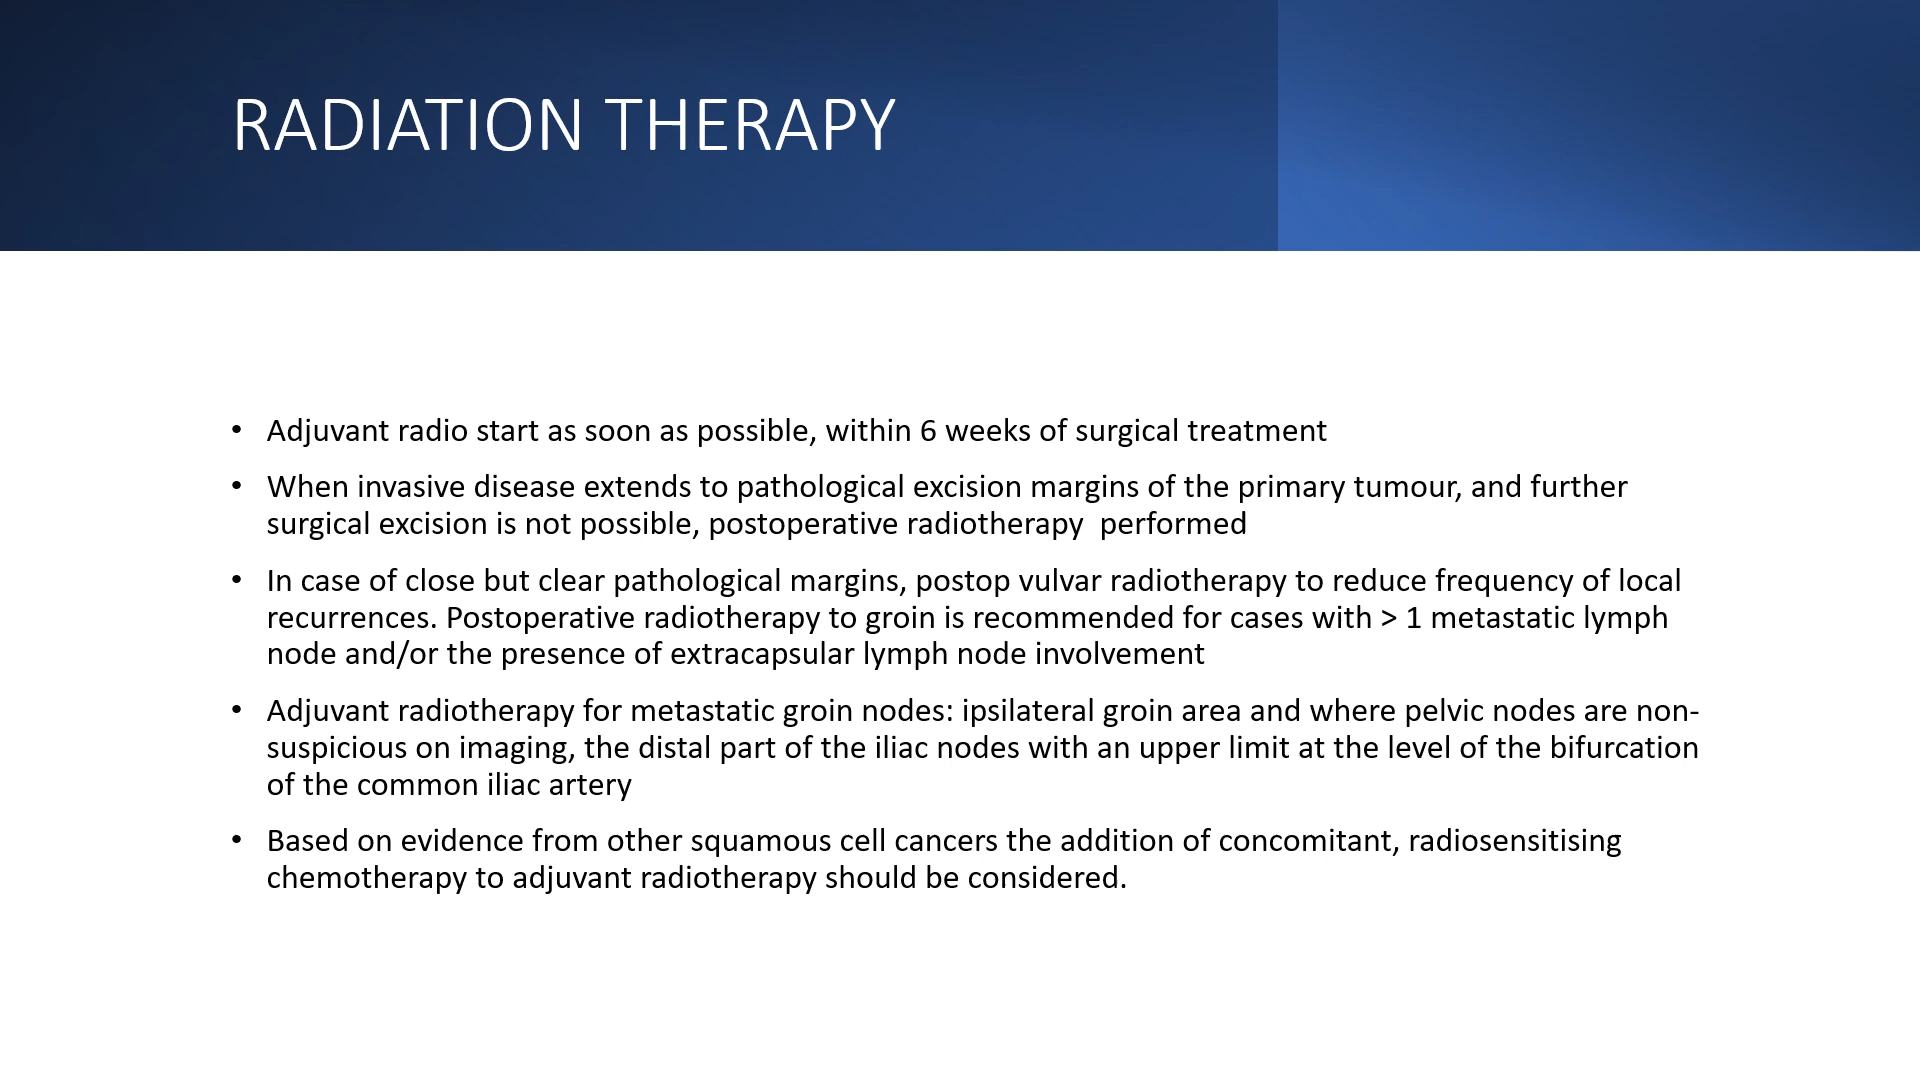 RADIATION THERAPY
• Adjuvant radio start as soon as possible, within 6 weeks of surgical treatment
• When invasive disease extends to pathological excision margins of the primary tumour, and further
surgical excision is not possible, postoperative radiotherapy  performed
• In case of close but clear pathological margins, postop vulvar radiotherapy to reduce frequency of local
recurrences. Postoperative radiotherapy to groin is recommended for cases with > 1 metastatic lymph
node and/or the presence of extracapsular lymph node involvement
• Adjuvant radiotherapy for metastatic groin nodes: ipsilateral groin area and where pelvic nodes are non-
suspicious on imaging, the distal part of the iliac nodes with an upper limit at the level of the bifurcation
of the common iliac artery
• Based on evidence from other squamous cell cancers the addition of concomitant, radiosensitising
chemotherapy to adjuvant radiotherapy should be considered.